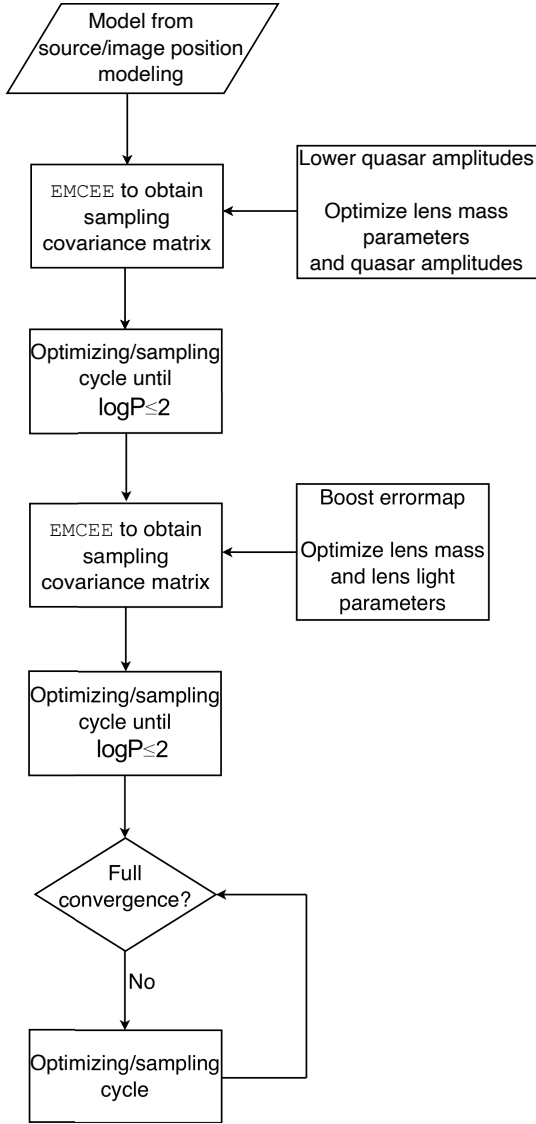 Model from
source/image position
modeling
EMCEE to obtain
sampling
covariance matrix
Lower quasar amplitudes
Optimize lens mass
parameters
and quasar amplitudes
Optimizing/sampling
cycle until
logP≤2
EMCEE to obtain
sampling
covariance matrix
Boost errormap
Optimize lens mass
and lens light
parameters
Optimizing/sampling
cycle until
logP≤2
Full
convergence?
No
Optimizing/sampling
cycle